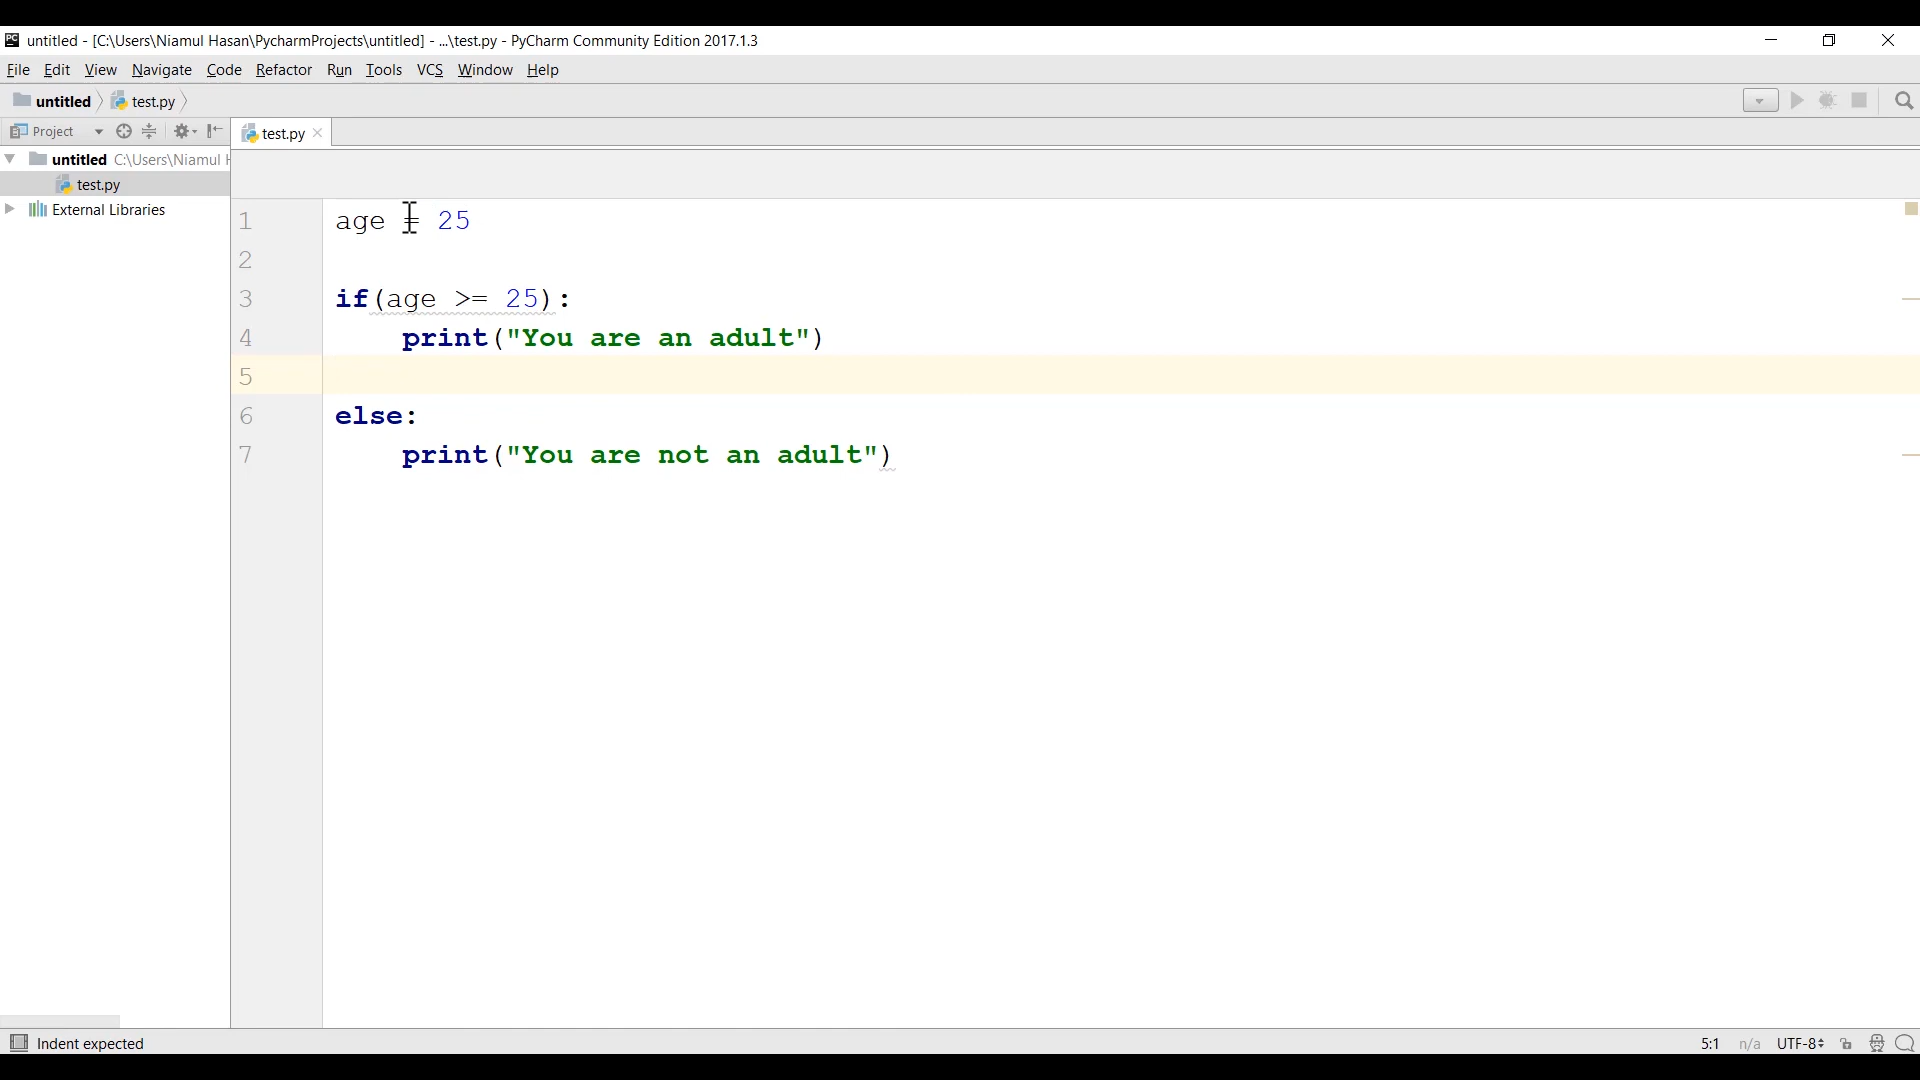 untitled - [C:\Users\Niamul Hasan\PycharmProjects\untitled] - ...\test.py - PyCharm Community Edition 2017.1.3
File Edit View Navigate Code Refactor Run Tools VCS Window Help
untitled test.py
Project test.py
untitled C:\Users\Niamul H
test.py
External Libraries
1 age = 25
2
3 if(age >= 25):
4 print("You are an adult")
5
6 else:
7 print("You are not an adult")
Indent expected 5:1 n/a UTF-8